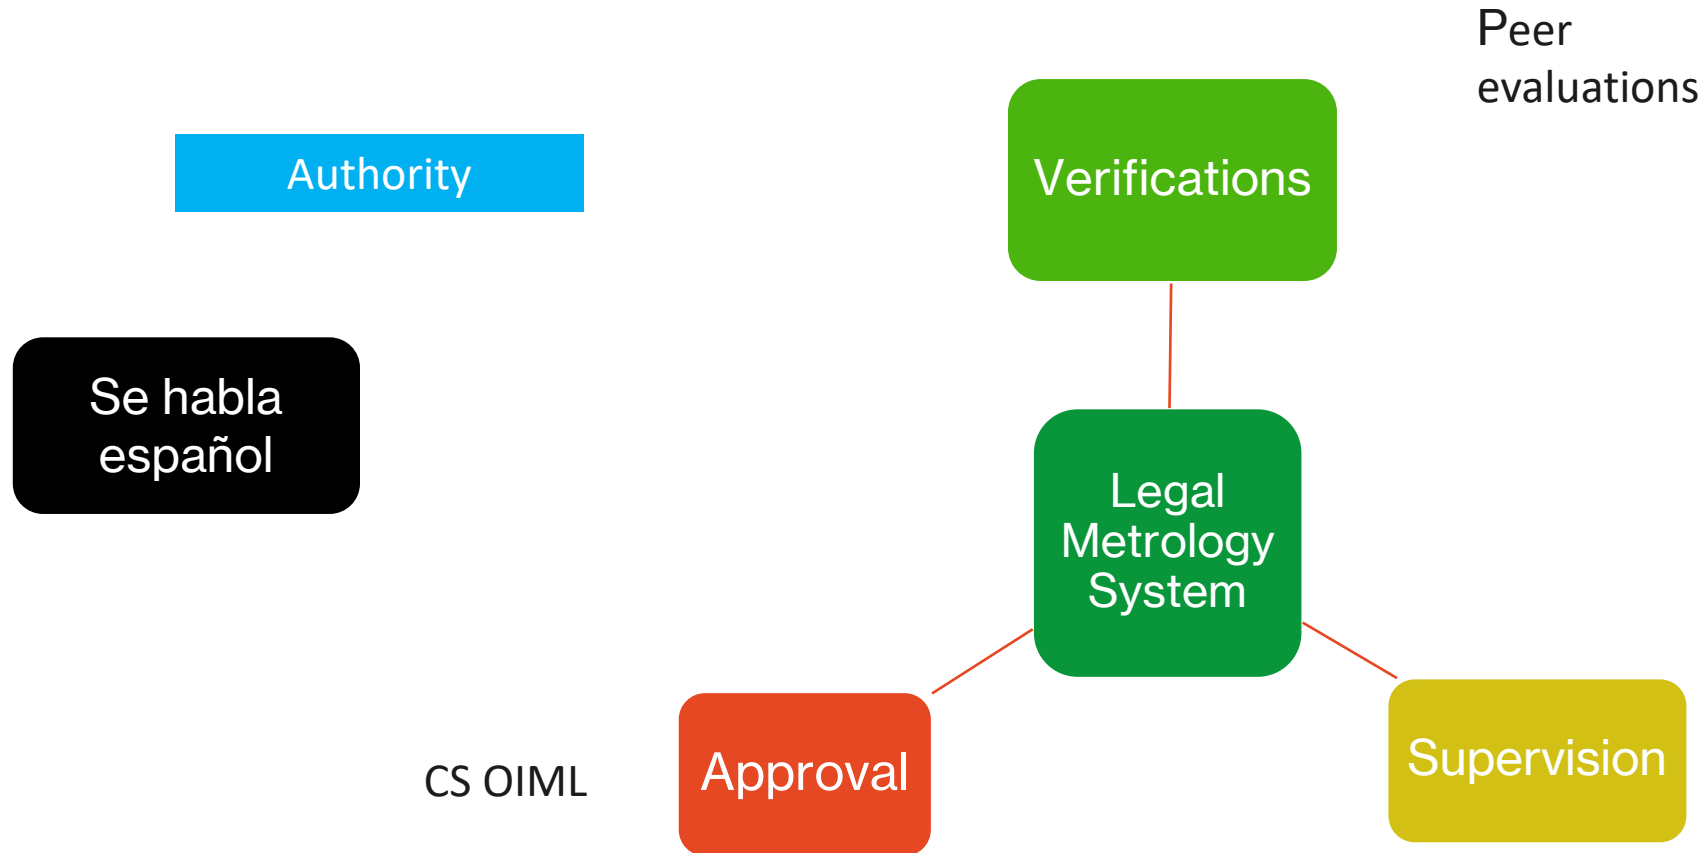 Peer
evaluations
Authority
Verifications
Se habla
español
Legal
Metrology
System
CS OIML
Approval
Supervision